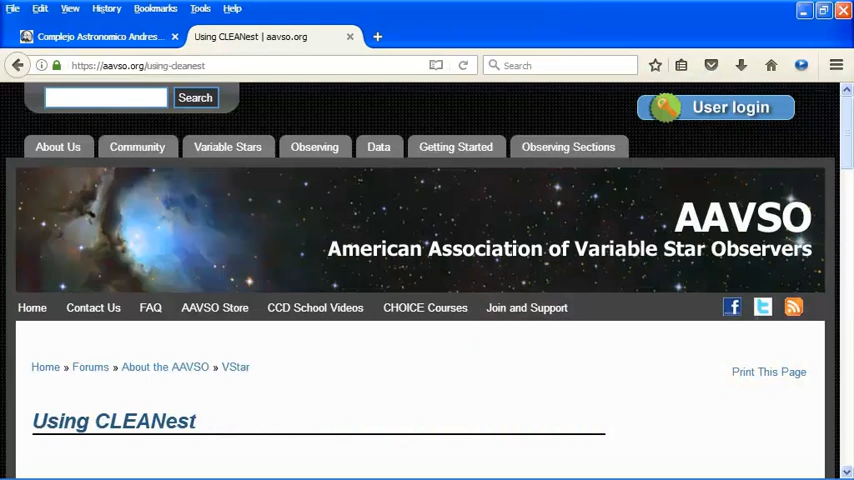 File Edit View History Bookmarks Tools Help
Complejo Astronomico Andres...
Using CLEANest | aavso.org
https://aavso.org/using-cleanest
Search
Search
User login
About Us Community Variable Stars Observing Data Getting Started Observing Sections
AAVSO
American Association of Variable Star Observers
Home Contact Us FAQ AAVSO Store CCD School Videos CHOICE Courses Join and Support
Home » Forums » About the AAVSO » VStar
Print This Page
Using CLEANest